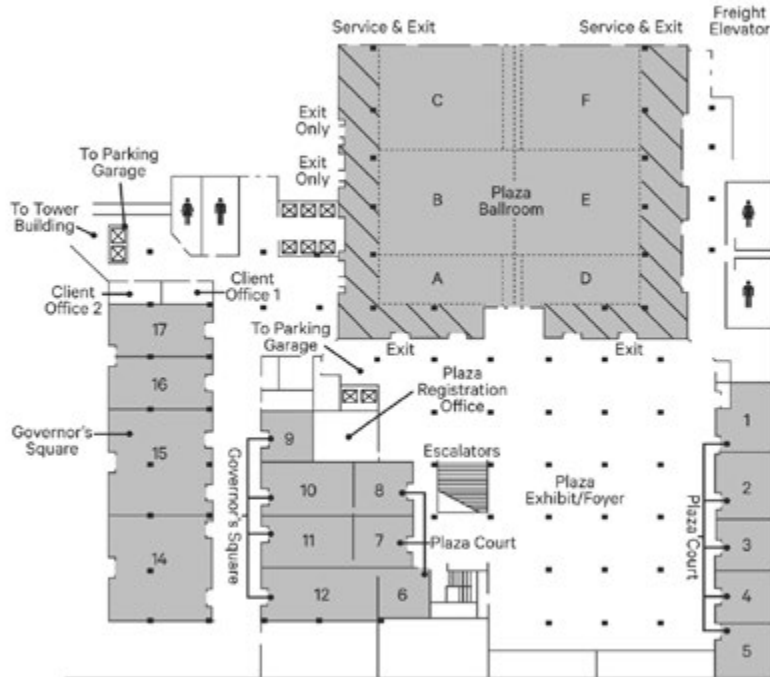 Service & Exit
Service & Exit
Freight
Elevator
C
F
Exit
Only
Exit
Only
To Parking
Garage
To Tower
Building
B
Plaza
Ballroom
E
A
D
Client
Office 2
Client
Office 1
To Parking
Garage
Exit
Exit
Plaza
Registration
Office
17
16
Governor's
Square
15
14
Governor's Square
9
10
8
11
7
12
6
Escalators
Plaza Court
Plaza
Exhibit/Foyer
Plaza Court
1
2
3
4
5